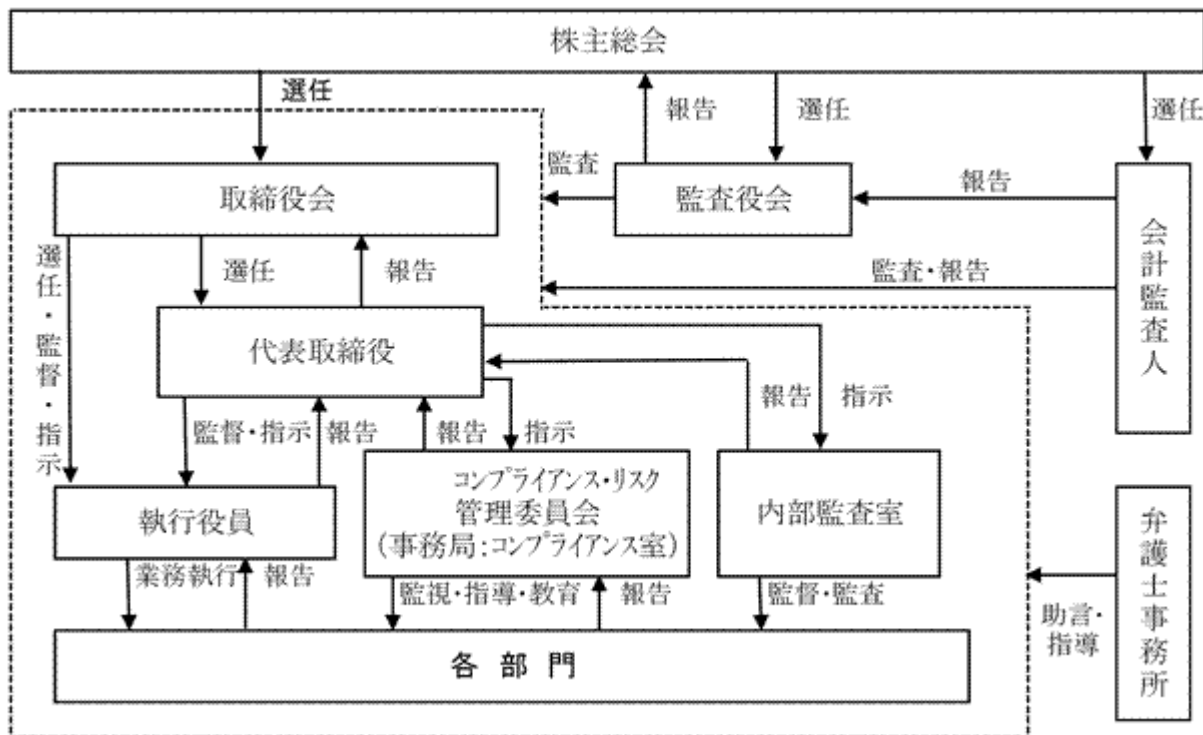 株主総会
選任
報告
選任
選任
監査
報告
取締役会
監査役会
会計監査人
選任・監督・指示
選任
報告
監査・報告
代表取締役
監督・指示
報告
報告
指示
報告
指示
コンプライアンス・リスク
管理委員会
(事務局:コンプライアンス室)
執行役員
内部監査室
弁護士事務所
業務執行
報告
監視・指導・教育
報告
監督・監査
助言・
指導
各部門